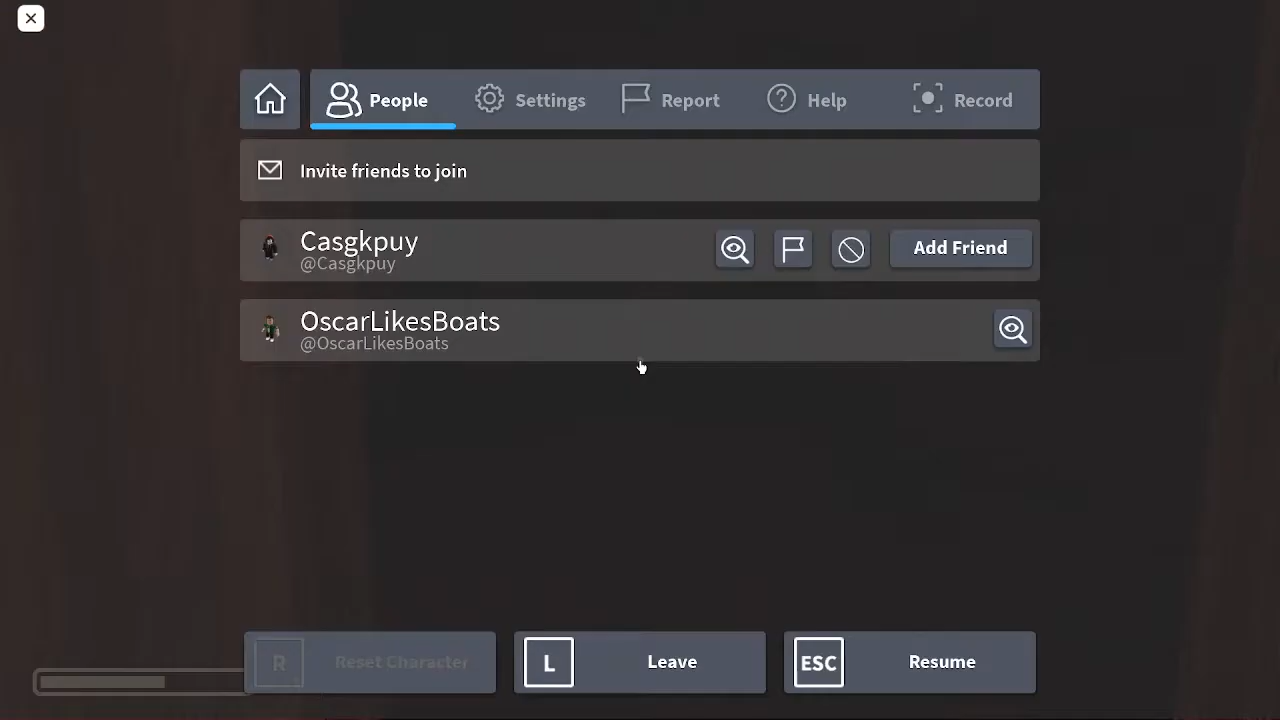 People
Settings
Report
Help
Record
Invite friends to join
Casgkpuy
@Casgkpuy
Add Friend
OscarLikesBoats
@OscarLikesBoats
R
Reset Character
L
Leave
ESC
Resume